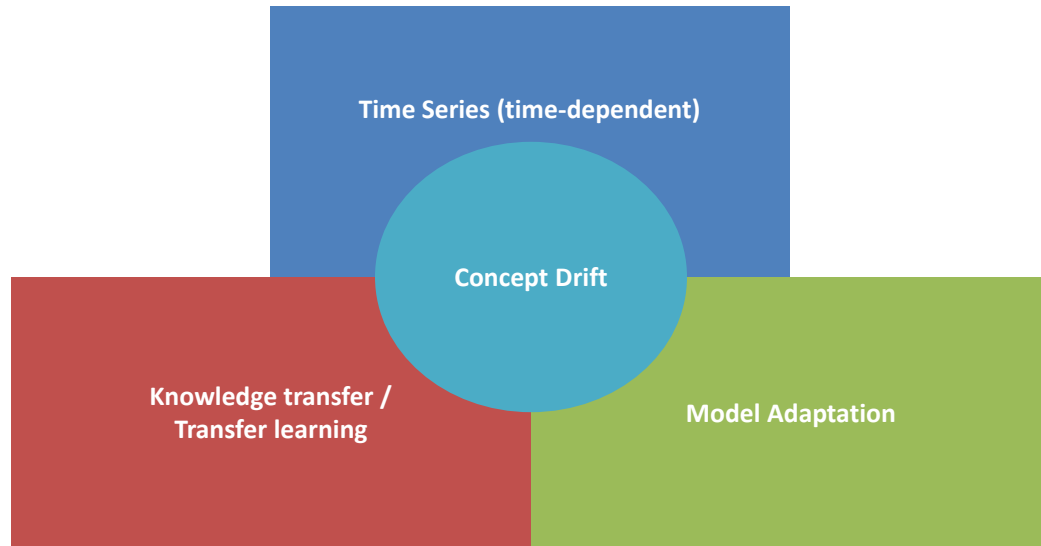 Time Series (time-dependent)
Concept Drift
Knowledge transfer /
Transfer learning
Model Adaptation